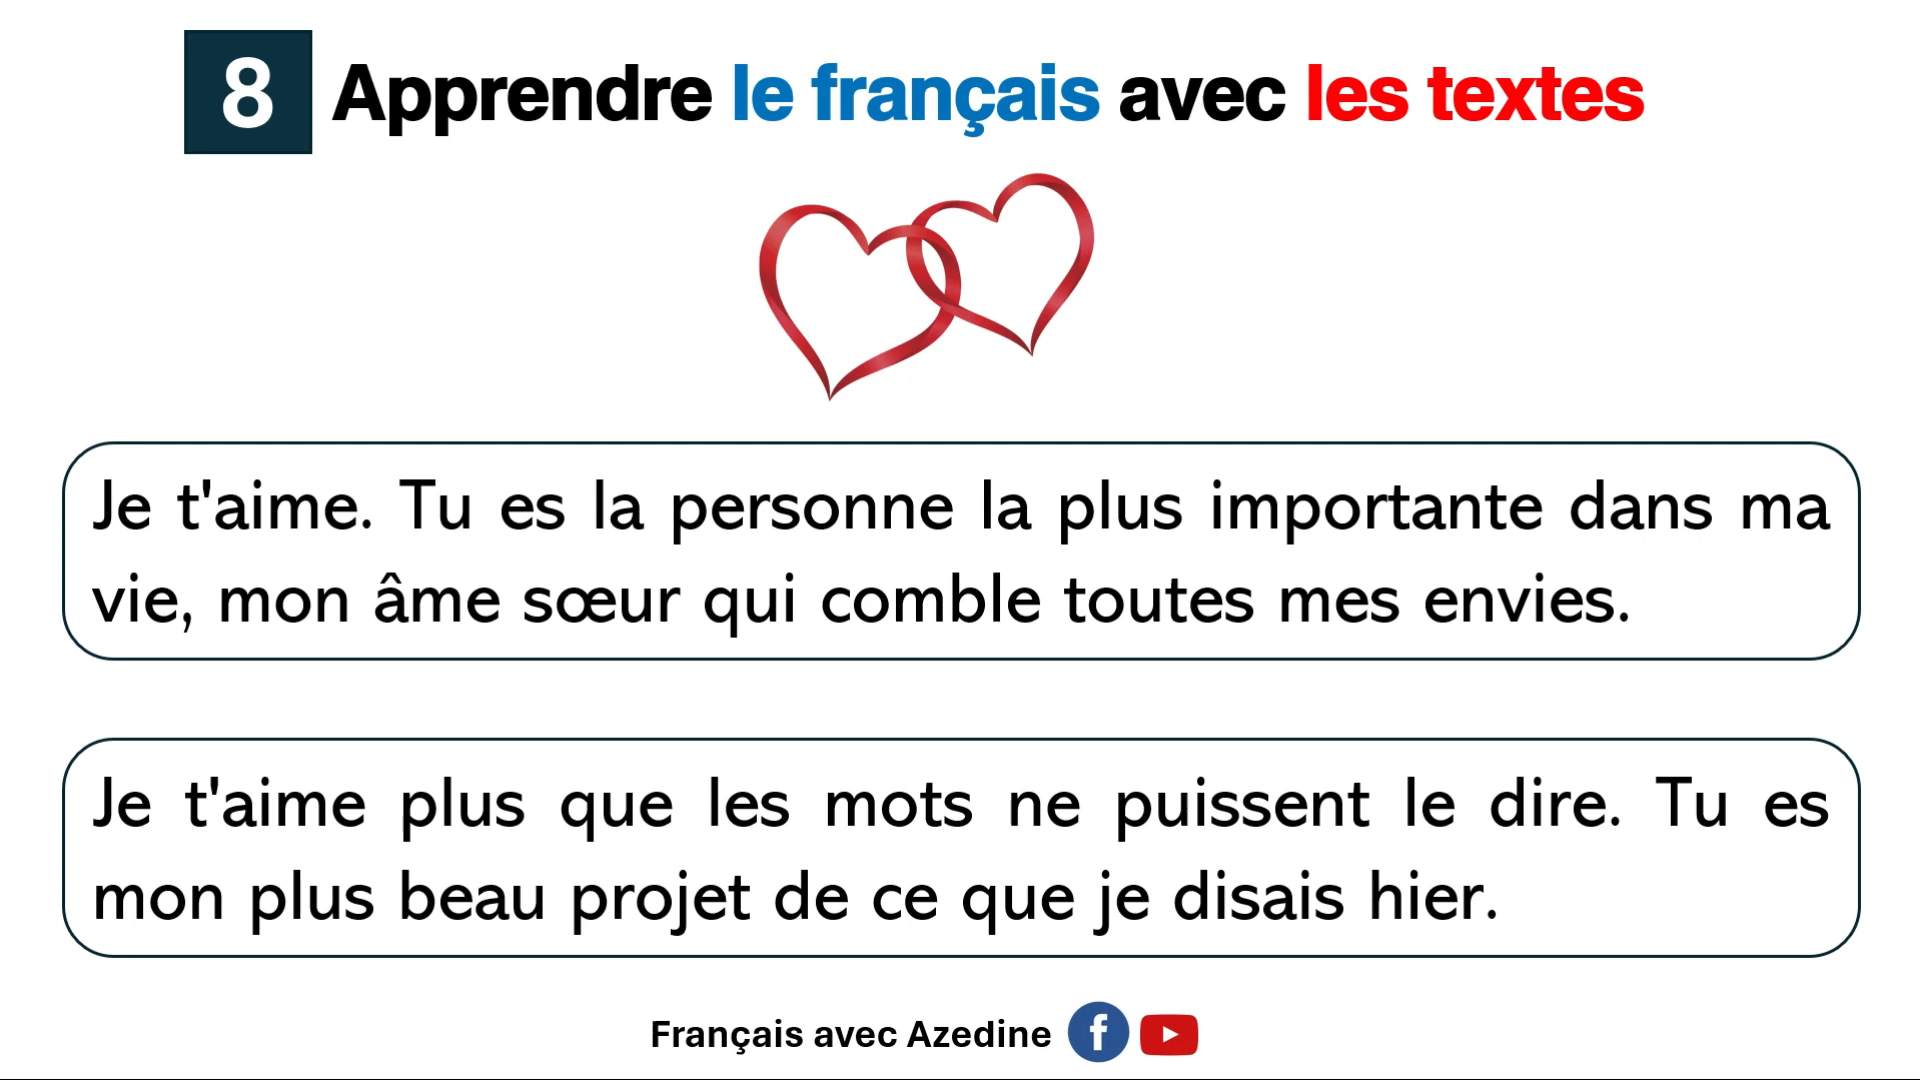 8 Apprendre le français avec les textes
Je t'aime. Tu es la personne la plus importante dans ma
vie, mon âme sœur qui comble toutes mes envies.
Je t'aime plus que les mots ne puissent le dire. Tu es
mon plus beau projet de ce que je disais hier.
Français avec Azedine f